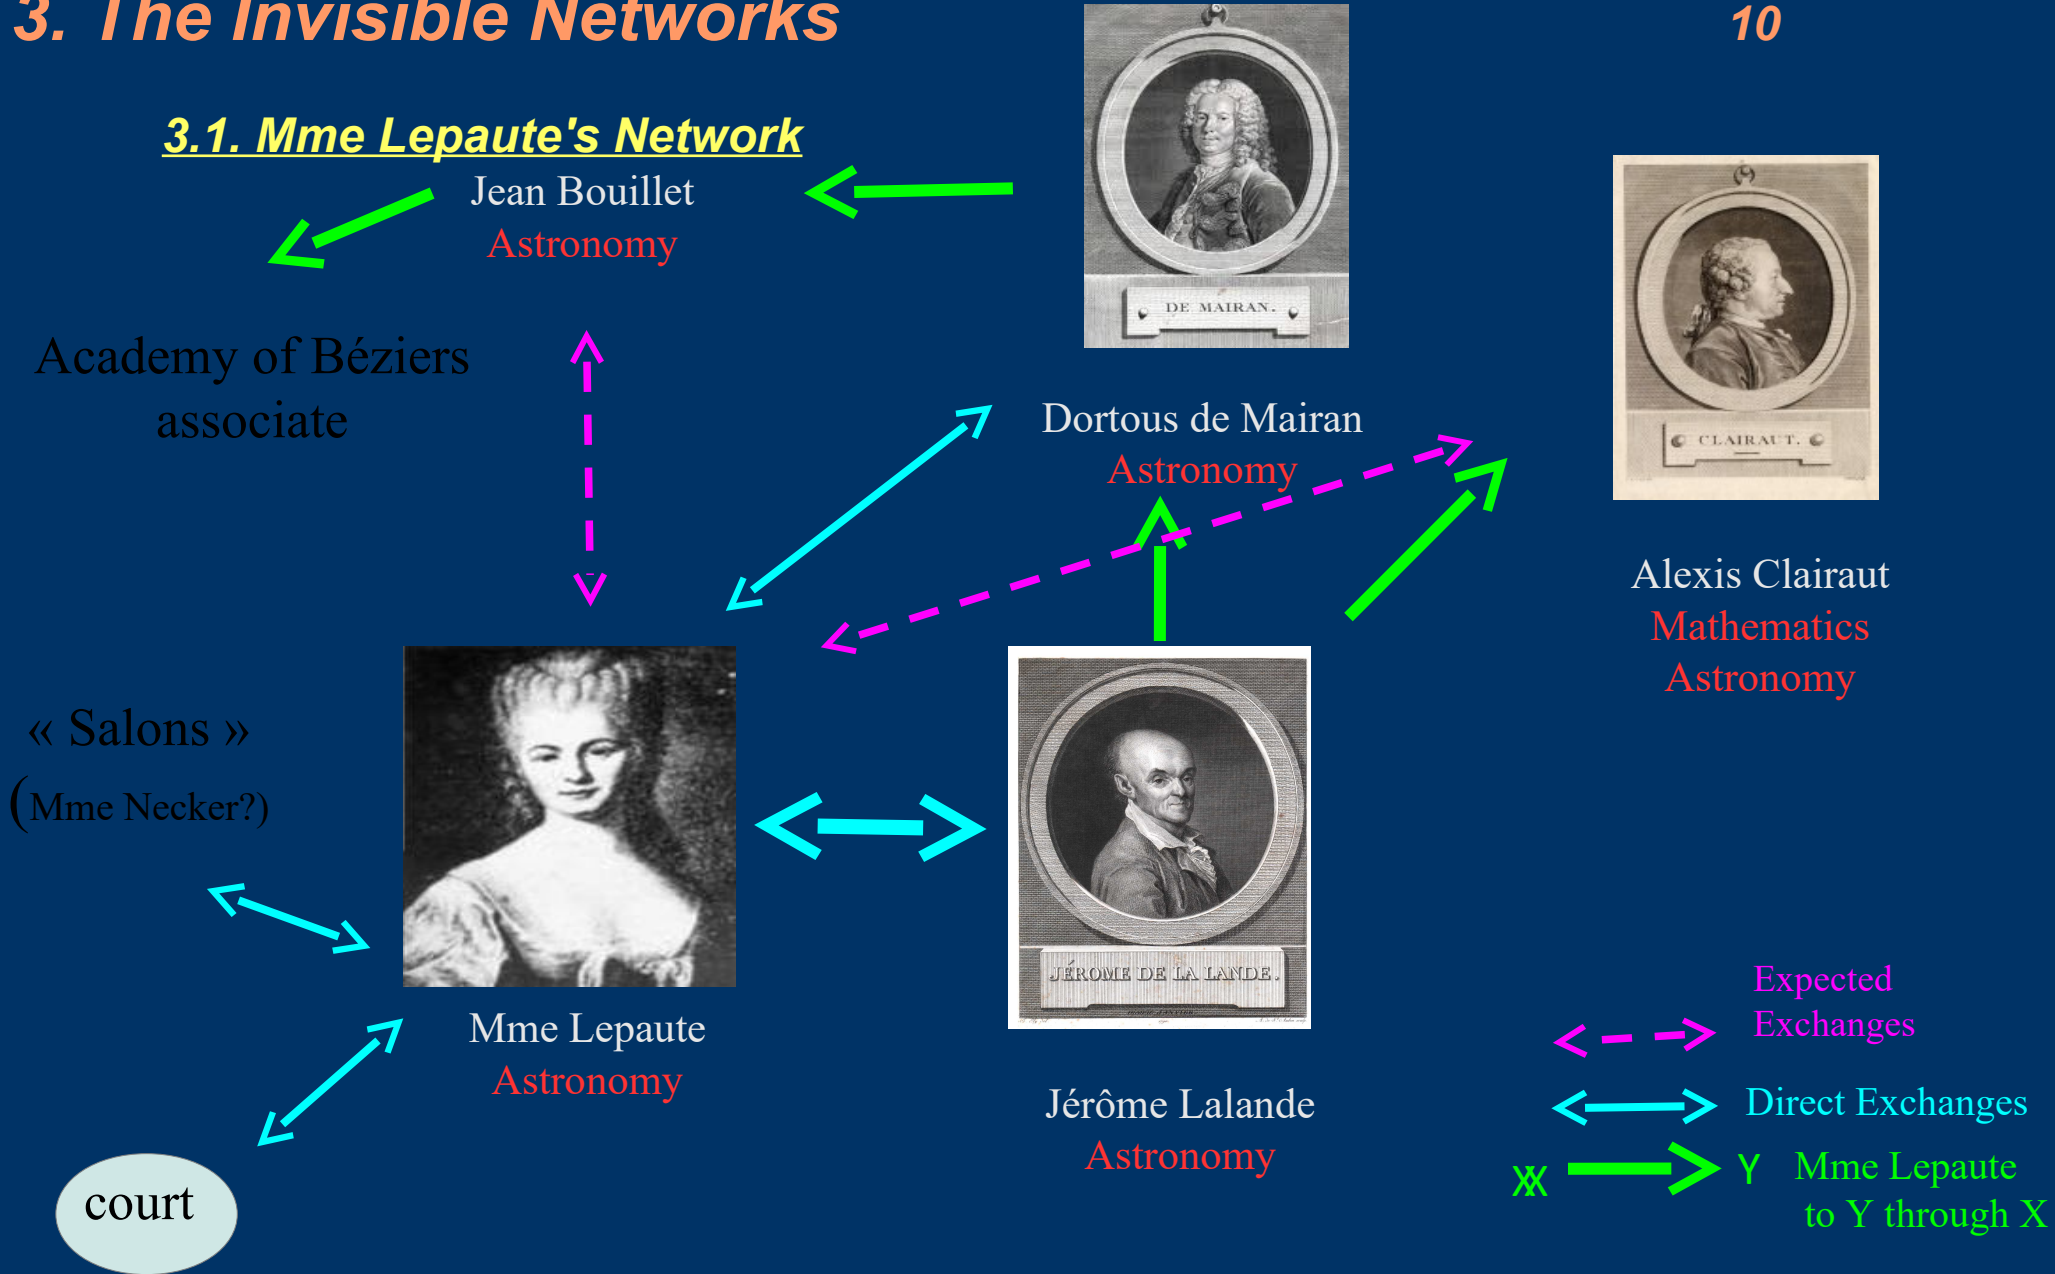 3. The Invisible Networks
10
3.1. Mme Lepaute's Network
Jean Bouillet
Astronomy
DE MAIRAN.
CLAIRAUT.
Academy of Béziers
associate
Dortous de Mairan
Astronomy
Alexis Clairaut
Mathematics
Astronomy
« Salons »
(Mme Necker?)
JÉROME DE LA LANDE.
Mme Lepaute
Astronomy
Jérôme Lalande
Astronomy
court
Expected
Exchanges
Direct Exchanges
XX
Y
Mme Lepaute
to Y through X